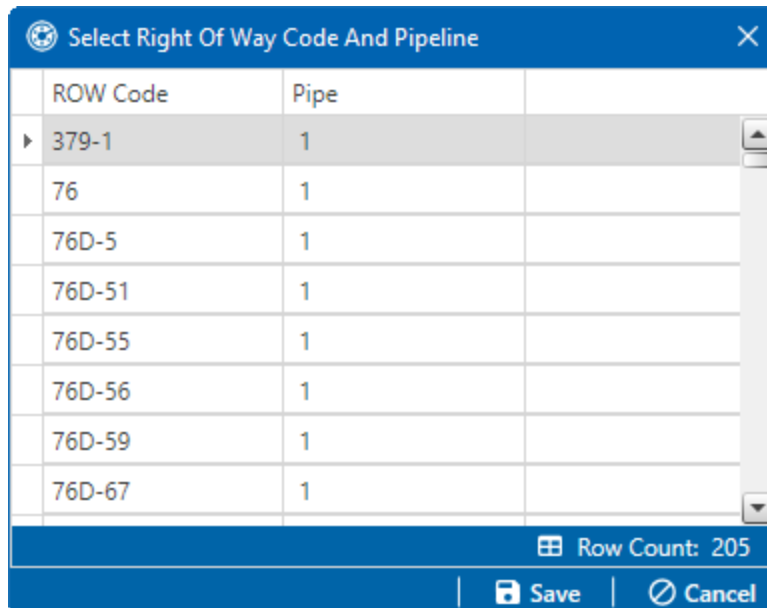 Select Right Of Way Code And Pipeline
ROW Code Pipe
379-1 1
76 1
76D-5 1
76D-51 1
76D-55 1
76D-56 1
76D-59 1
76D-67 1
Row Count: 205
Save Cancel